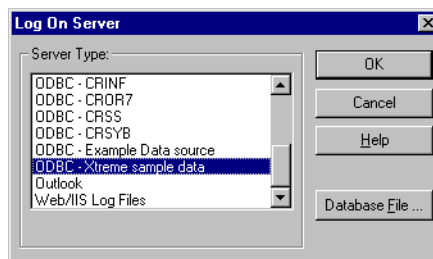 Log On Server
Server Type:
ODBC - CRINF
ODBC - CROR7
ODBC - CRSS
ODBC - CRSYB
ODBC - Example Data source
ODBC - Xtreme sample data
Outlook
Web/IIS Log Files
OK
Cancel
Help
Database File ...